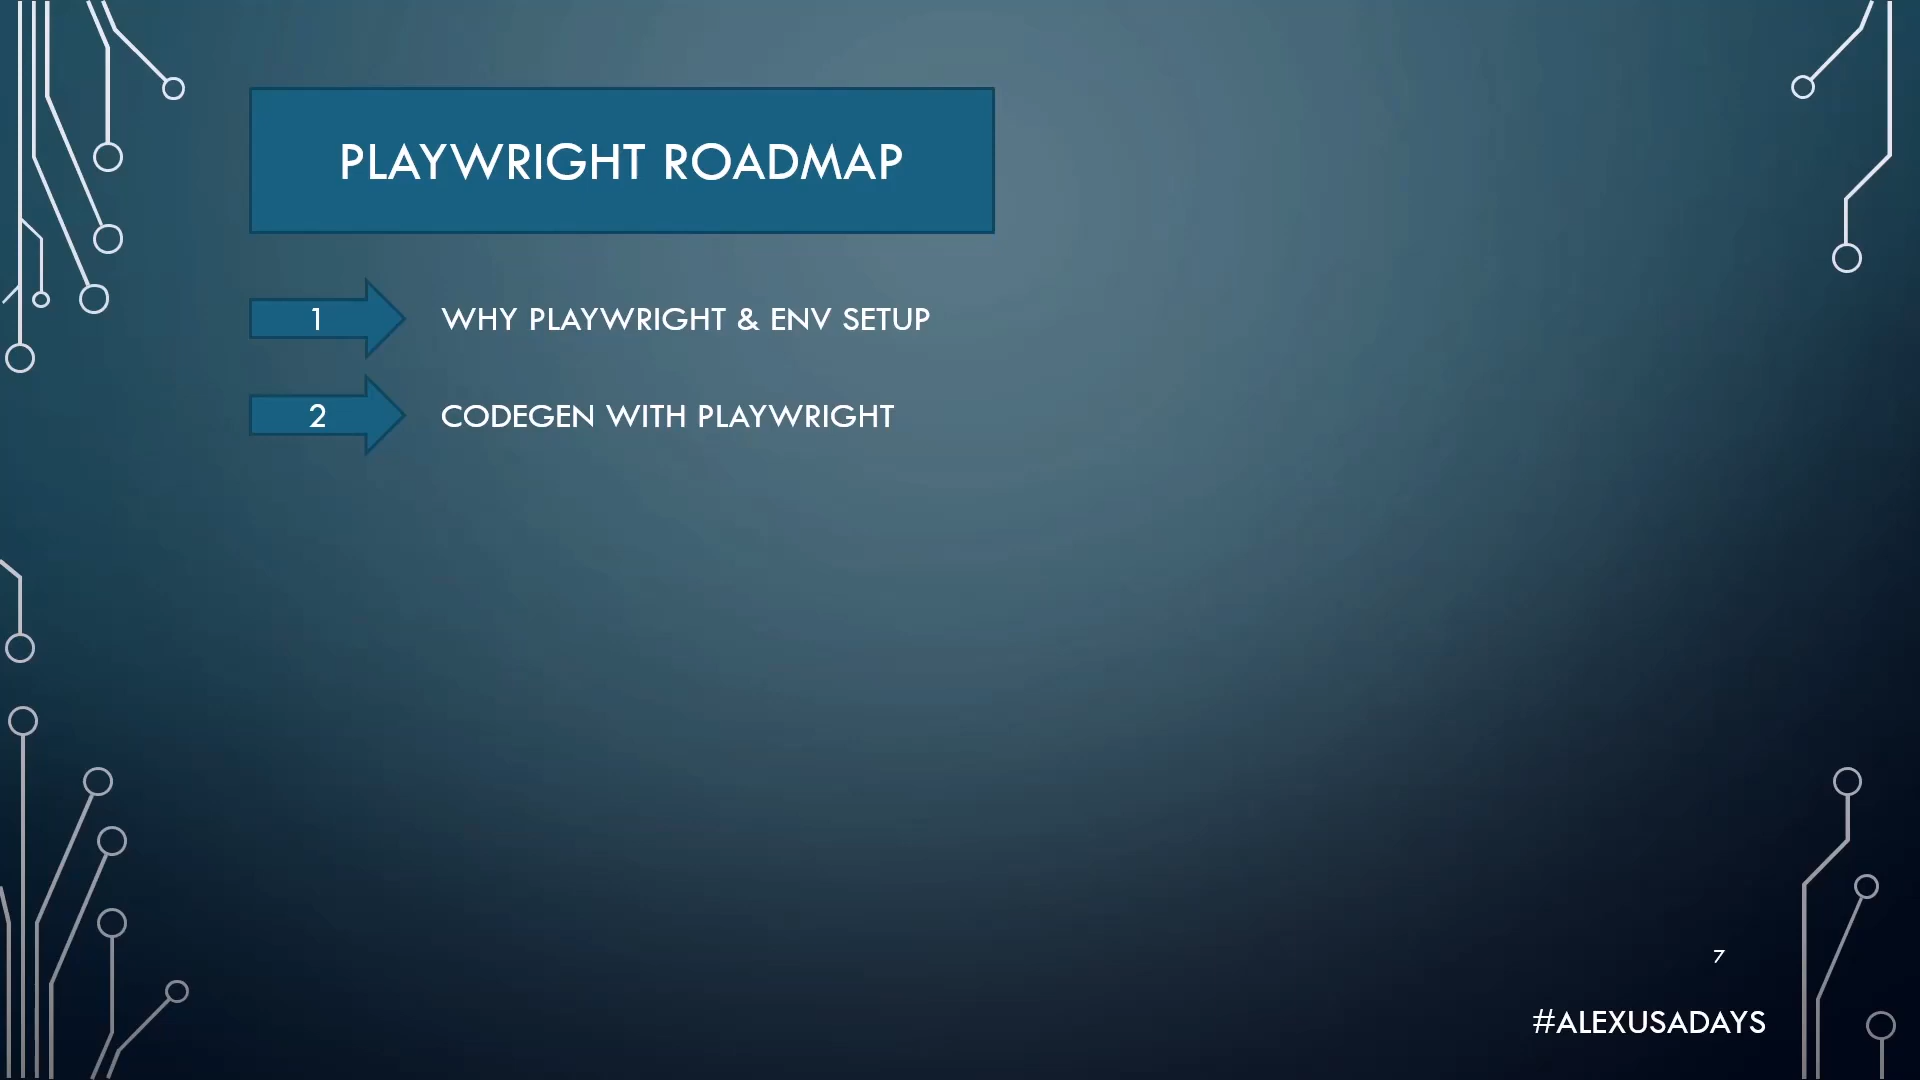 PLAYWRIGHT ROADMAP
1 WHY PLAYWRIGHT & ENV SETUP
2 CODEGEN WITH PLAYWRIGHT
7
#ALEXUSADAYS